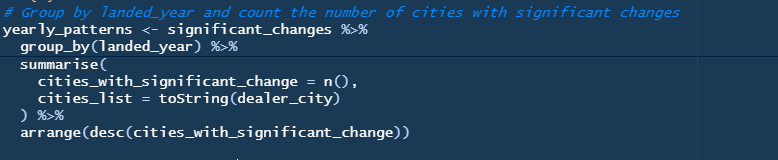 # Group by landed_year and count the number of cities with significant changes
yearly_patterns <- significant_changes %>%
  group_by(landed_year) %>%
  summarise(
    cities_with_significant_change = n(),
    cities_list = toString(dealer_city)
  ) %>%
  arrange(desc(cities_with_significant_change))